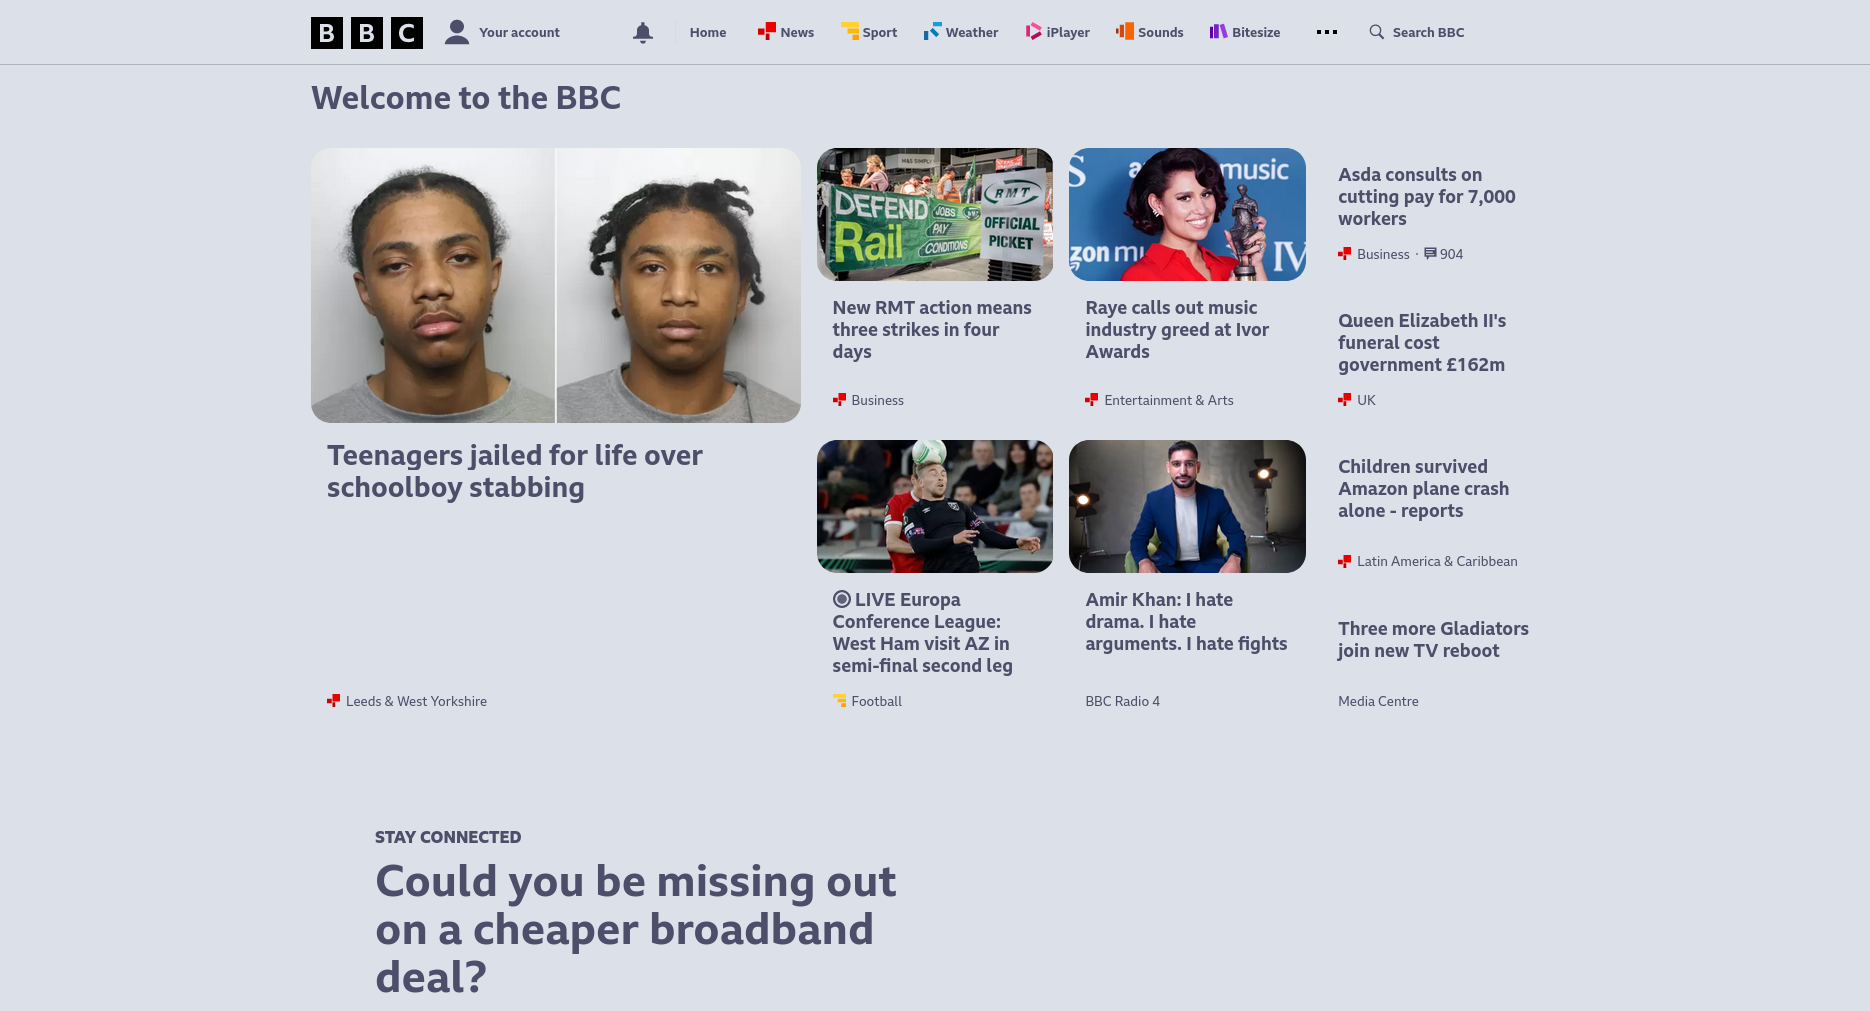 BBC
Your account
Home
News
Sport
Weather
iPlayer
Sounds
Bitesize
Search BBC
Welcome to the BBC
Teenagers jailed for life over
schoolboy stabbing
Leeds & West Yorkshire
M&S SIMPLY
DEFEND
Rail
JOBS
PAY
CONDITIONS
RMT
OFFICIAL
PICKET
New RMT action means
three strikes in four
days
Business
S
music
zon mu
IV
Raye calls out music
industry greed at Ivor
Awards
Entertainment & Arts
Asda consults on
cutting pay for 7,000
workers
Business · 904
Queen Elizabeth II's
funeral cost
government £162m
UK
LIVE Europa
Conference League:
West Ham visit AZ in
semi-final second leg
Football
Amir Khan: I hate
drama. I hate
arguments. I hate fights
BBC Radio 4
Children survived
Amazon plane crash
alone - reports
Latin America & Caribbean
Three more Gladiators
join new TV reboot
Media Centre
STAY CONNECTED
Could you be missing out
on a cheaper broadband
deal?